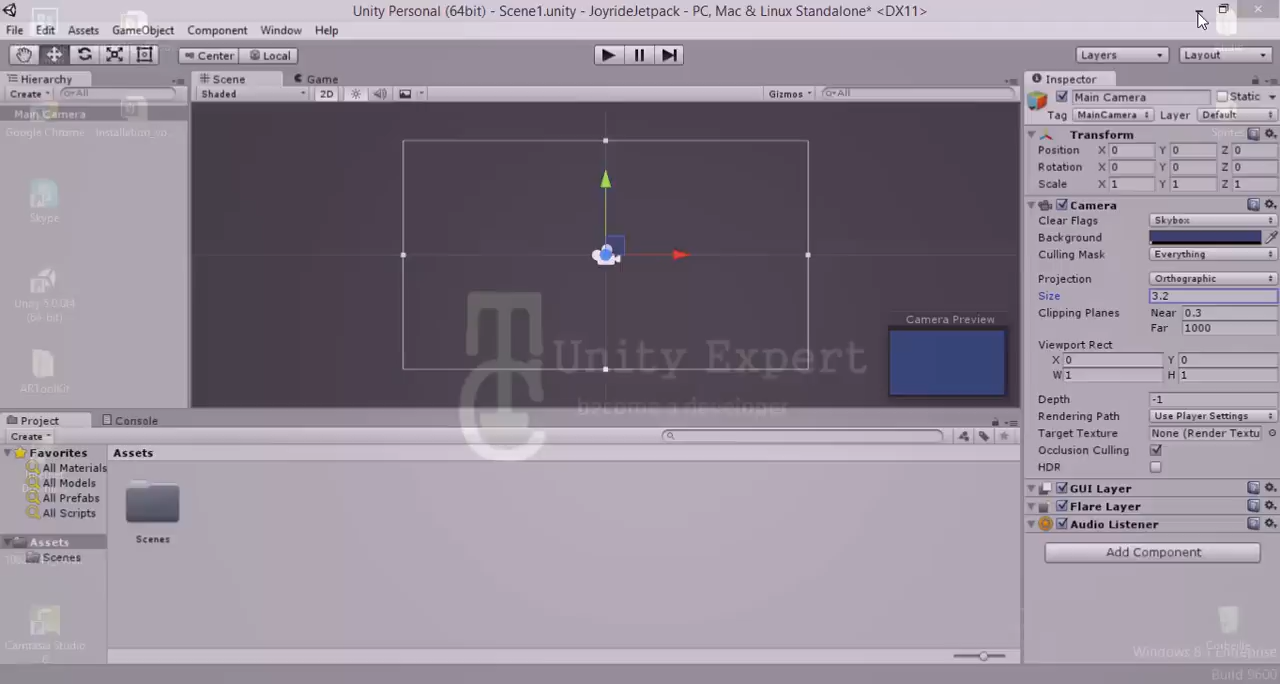 Unity Personal (64bit) - Scene1.unity - JoyrideJetpack - PC, Mac & Linux Standalone* <DX11>
File Edit Assets GameObject Component Window Help
Center Local Layers Layout
Hierarchy Scene Game Inspector
Create All Shaded 2D Gizmos All Main Camera Static
Main Camera
Tag MainCamera Layer Default
Google Chrome
Sprites
Transform
Position X 0 Y 0 Z 0
Rotation X 0 Y 0 Z 0
Scale X 1 Y 1 Z 1
Camera
Skype
Clear Flags Skybox
Background
Culling Mask Everything
Projection Orthographic
Size 3.2
Unity 5.0.0f4
(64-bit)
Clipping Planes Near 0.3
Far 1000
Camera Preview
Viewport Rect
X 0 Y 0
W 1 H 1
Unity Expert
become a developer
ARToolKit
Depth -1
Rendering Path Use Player Settings
Target Texture None (Render Textu
Occlusion Culling
HDR
Project Console
Create
Favorites
All Materials
All Models
All Prefabs
All Scripts
Assets
Scenes
Assets
Scenes
GUI Layer
Flare Layer
Audio Listener
Add Component
Camtasia Studio
Corbeille
Windows 8.1 Entreprise
Build 9600